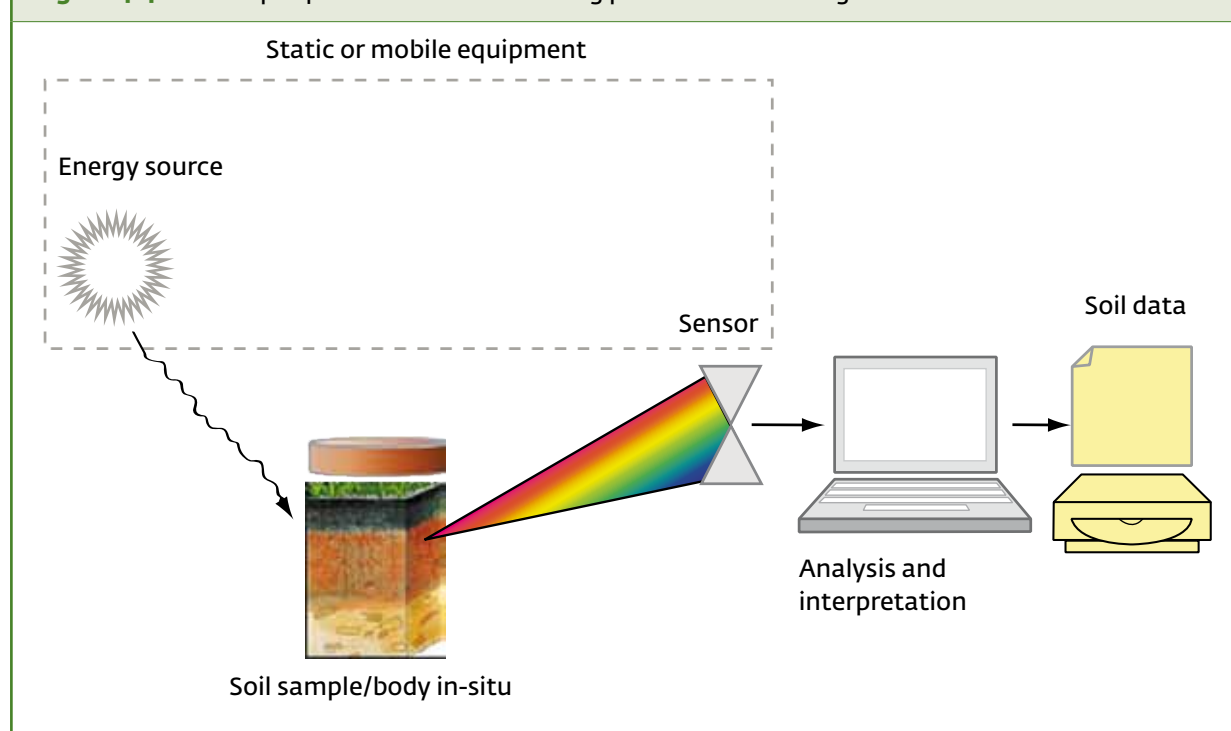 Static or mobile equipment
Energy source
Sensor
Soil data
Analysis and
interpretation
Soil sample/body in-situ